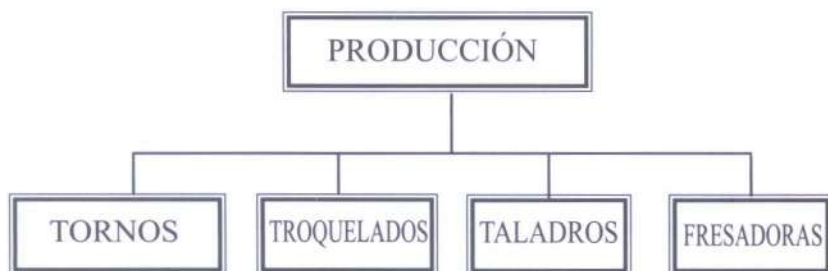 PRODUCCIÓN
TORNOS
TROQUELADOS
TALADROS
FRESADORAS